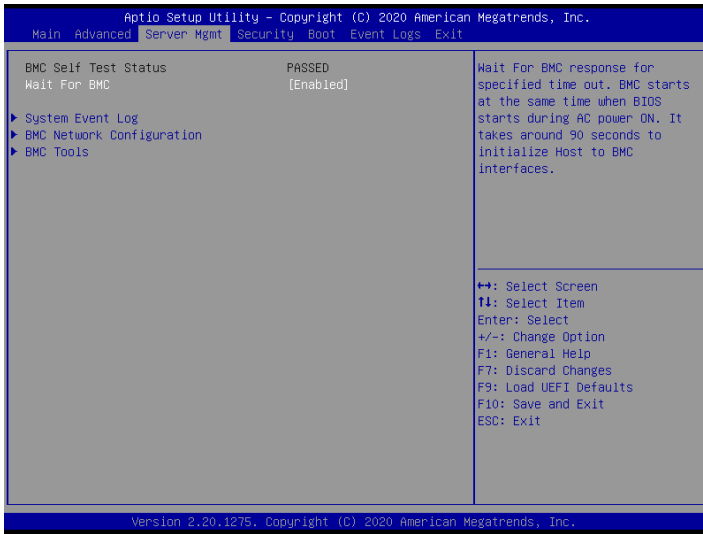 Aptio Setup Utility – Copyright (C) 2020 American Megatrends, Inc.
Main Advanced Server Mgmt Security Boot Event Logs Exit
BMC Self Test Status PASSED
Wait For BMC [Enabled]
System Event Log
BMC Network Configuration
BMC Tools
Wait For BMC response for
specified time out. BMC starts
at the same time when BIOS
starts during AC power ON. It
takes around 90 seconds to
initialize Host to BMC
interfaces.
↔: Select Screen
↑↓: Select Item
Enter: Select
+/-: Change Option
F1: General Help
F7: Discard Changes
F9: Load UEFI Defaults
F10: Save and Exit
ESC: Exit
Version 2.20.1275. Copyright (C) 2020 American Megatrends, Inc.